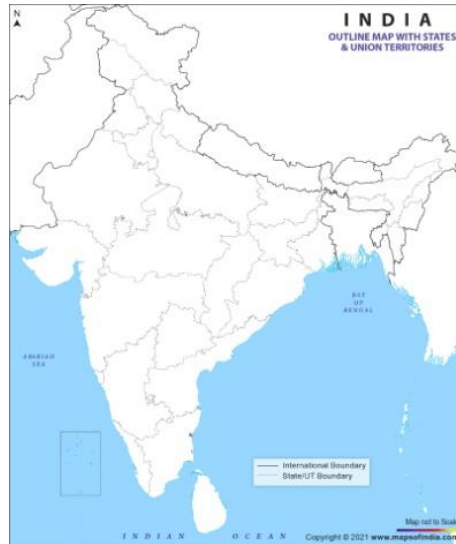 N
INDIA
OUTLINE MAP WITH STATES
& UNION TERRITORIES
BAY
OF
BENGAL
ARABIAN
SEA
International Boundary
State/UT Boundary
Map not to Scale
INDIAN OCEAN
Copyright © 2021 www.mapsofindia.com